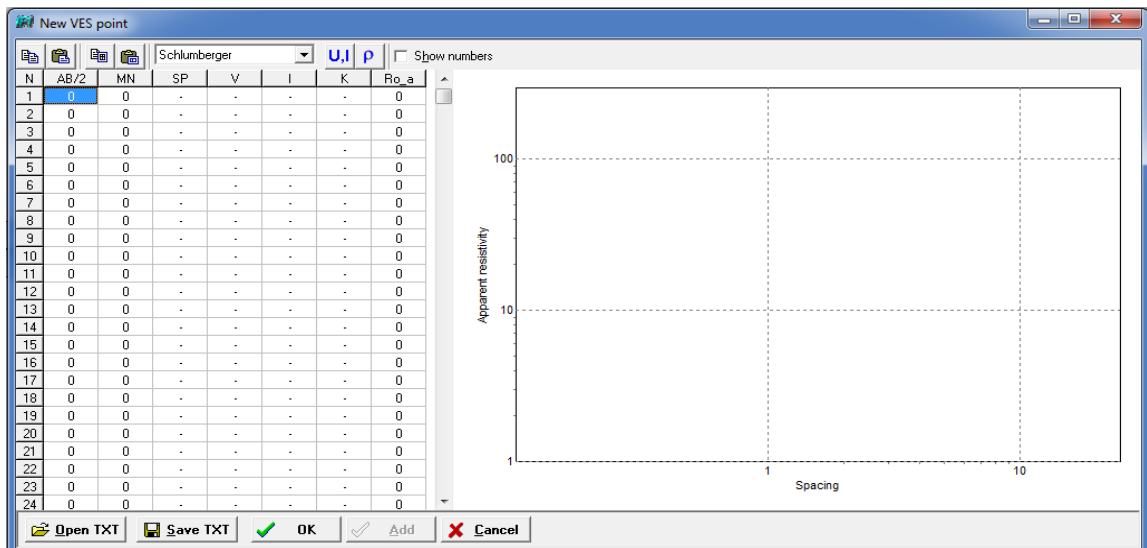 New VES point
Schlumberger U,I ρ Show numbers
N AB/2 MN SP V I K Ro_a
1 0 0 - - - - 0
2 0 0 - - - - 0
3 0 0 - - - - 0
4 0 0 - - - - 0
5 0 0 - - - - 0
6 0 0 - - - - 0
7 0 0 - - - - 0
8 0 0 - - - - 0
9 0 0 - - - - 0
10 0 0 - - - - 0
11 0 0 - - - - 0
12 0 0 - - - - 0
13 0 0 - - - - 0
14 0 0 - - - - 0
15 0 0 - - - - 0
16 0 0 - - - - 0
17 0 0 - - - - 0
18 0 0 - - - - 0
19 0 0 - - - - 0
20 0 0 - - - - 0
21 0 0 - - - - 0
22 0 0 - - - - 0
23 0 0 - - - - 0
24 0 0 - - - - 0
Apparent resistivity
100
10
1
1 10
Spacing
Open TXT Save TXT OK Add Cancel